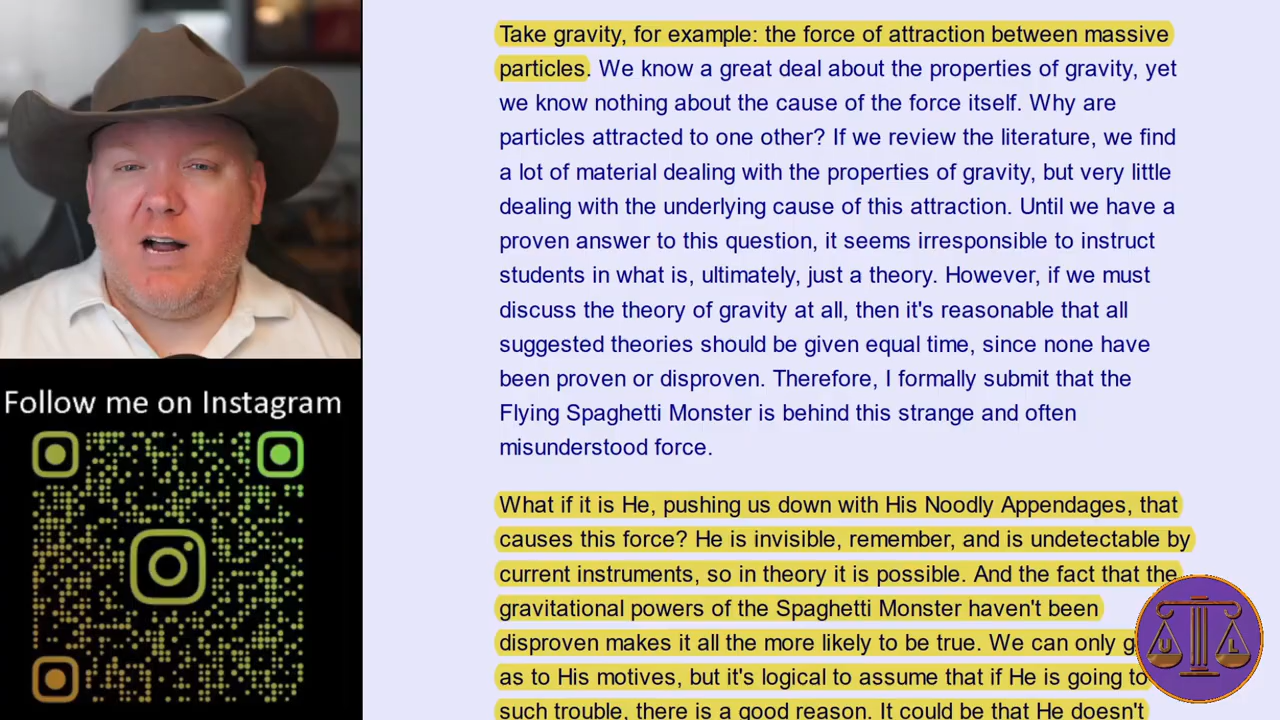 Take gravity, for example: the force of attraction between massive
particles. We know a great deal about the properties of gravity, yet
we know nothing about the cause of the force itself. Why are
particles attracted to one other? If we review the literature, we find
a lot of material dealing with the properties of gravity, but very little
dealing with the underlying cause of this attraction. Until we have a
proven answer to this question, it seems irresponsible to instruct
students in what is, ultimately, just a theory. However, if we must
discuss the theory of gravity at all, then it's reasonable that all
suggested theories should be given equal time, since none have
been proven or disproven. Therefore, I formally submit that the
Flying Spaghetti Monster is behind this strange and often
misunderstood force.
What if it is He, pushing us down with His Noodly Appendages, that
causes this force? He is invisible, remember, and is undetectable by
current instruments, so in theory it is possible. And the fact that the
gravitational powers of the Spaghetti Monster haven't been
disproven makes it all the more likely to be true. We can only
as to His motives, but it's logical to assume that if He is going to
such trouble, there is a good reason. It could be that He doesn't
Follow me on Instagram
U L